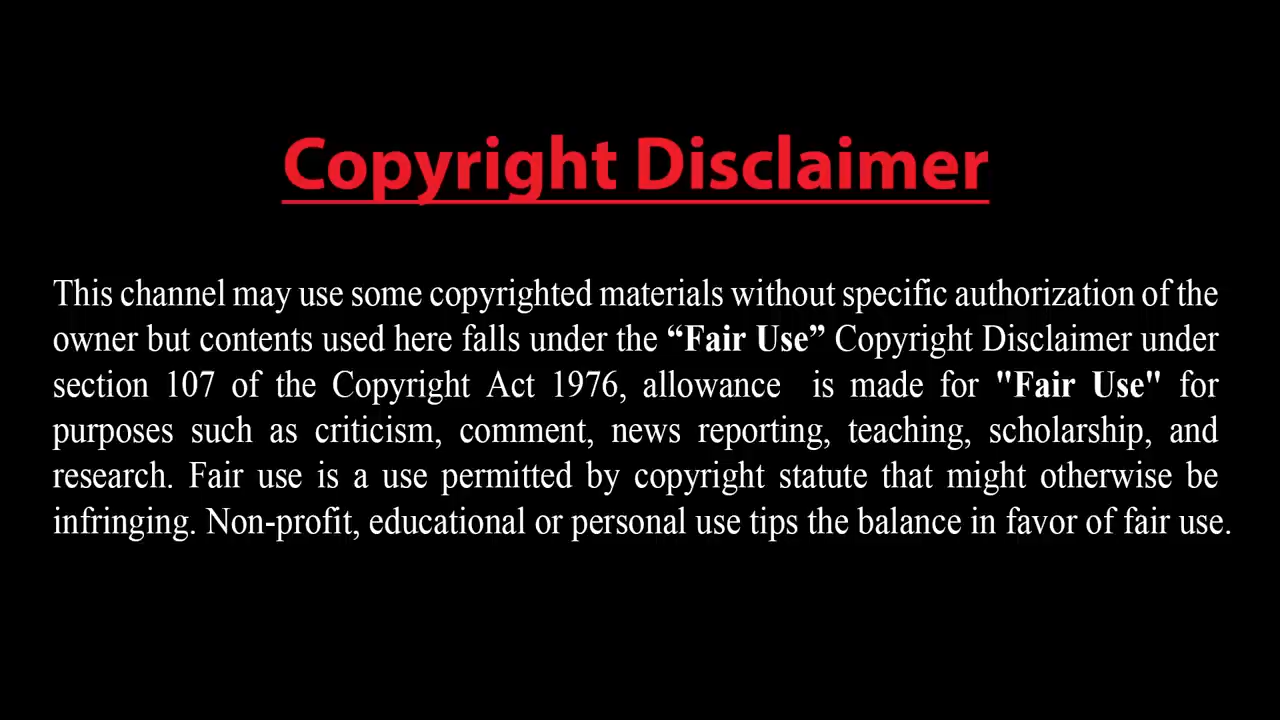 Copyright Disclaimer
This channel may use some copyrighted materials without specific authorization of the
owner but contents used here falls under the “Fair Use” Copyright Disclaimer under
section 107 of the Copyright Act 1976, allowance  is made for "Fair Use" for
purposes such as criticism, comment, news reporting, teaching, scholarship, and
research. Fair use is a use permitted by copyright statute that might otherwise be
infringing. Non-profit, educational or personal use tips the balance in favor of fair use.